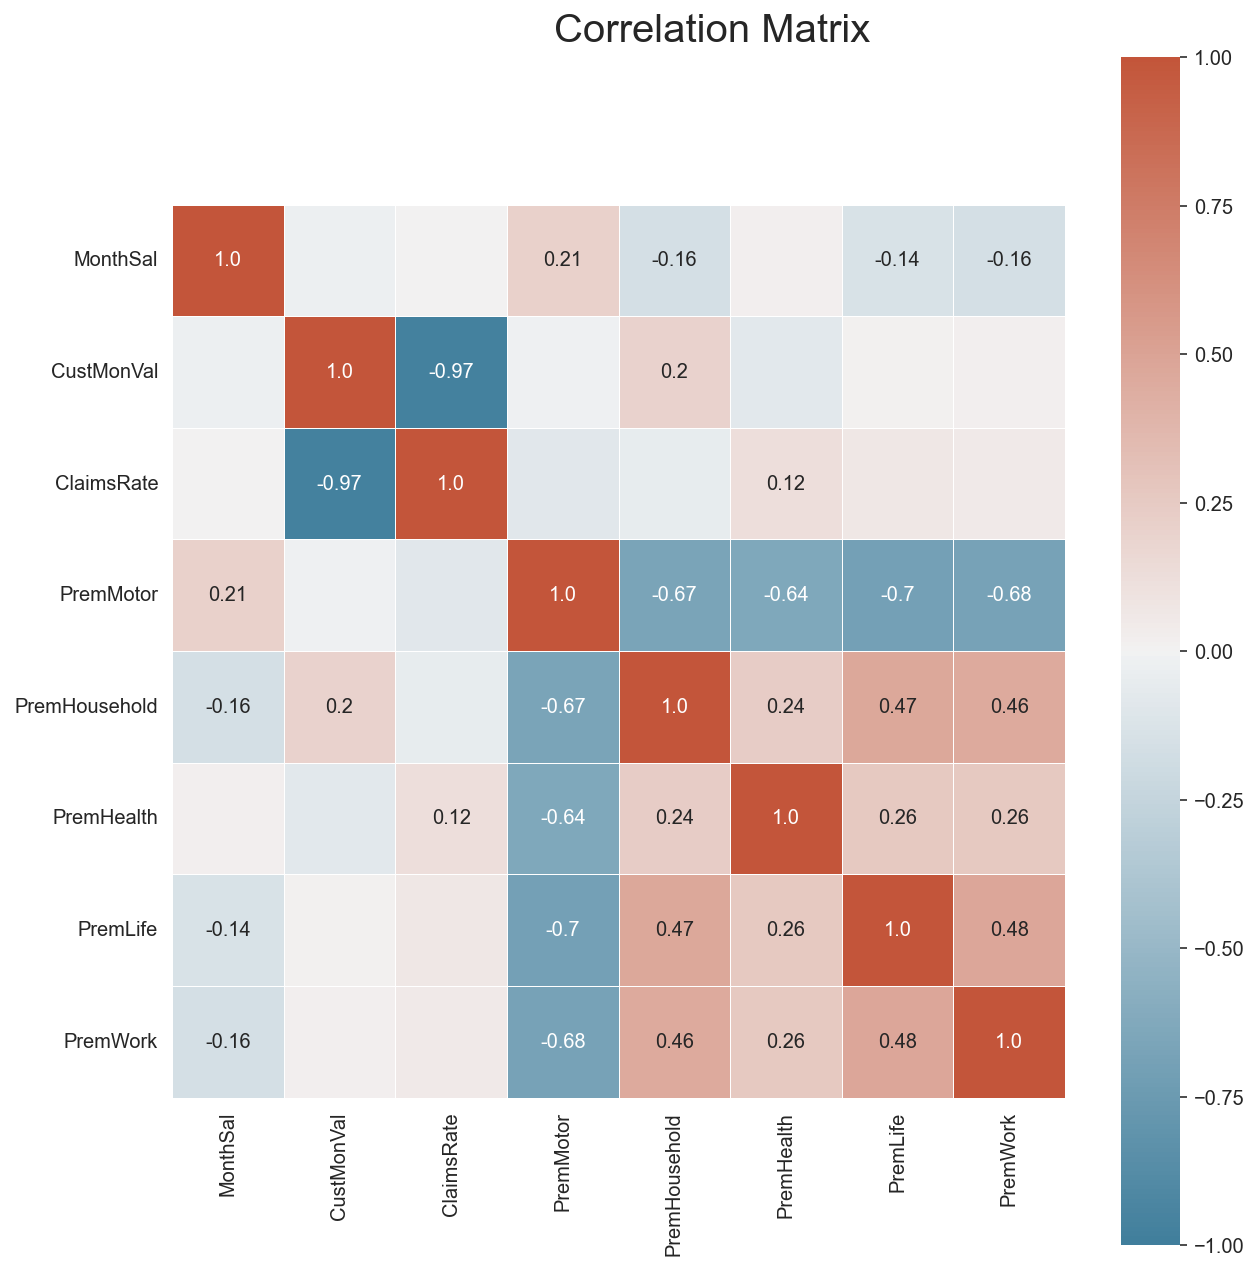 Correlation Matrix
MonthSal 1.0 0.21 -0.16 -0.14 -0.16
CustMonVal 1.0 -0.97 0.2
ClaimsRate -0.97 1.0 0.12
PremMotor 0.21 1.0 -0.67 -0.64 -0.7 -0.68
PremHousehold -0.16 0.2 -0.67 1.0 0.24 0.47 0.46
PremHealth 0.12 -0.64 0.24 1.0 0.26 0.26
PremLife -0.14 -0.7 0.47 0.26 1.0 0.48
PremWork -0.16 -0.68 0.46 0.26 0.48 1.0
MonthSal CustMonVal ClaimsRate PremMotor PremHousehold PremHealth PremLife PremWork
1.00
0.75
0.50
0.25
0.00
−0.25
−0.50
−0.75
−1.00